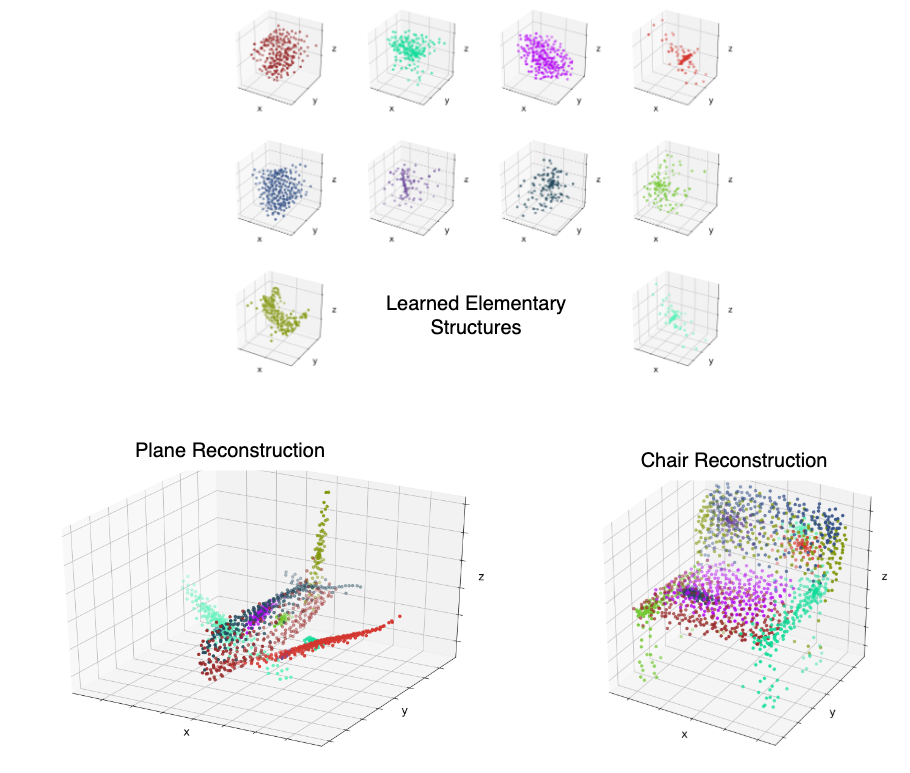 z
z
z
z
x
y
x
y
x
y
x
y
z
z
z
z
x
y
x
y
x
y
x
y
Learned Elementary
Structures
z
z
x
y
x
y
Plane Reconstruction
Chair Reconstruction
z
z
y
y
x
x